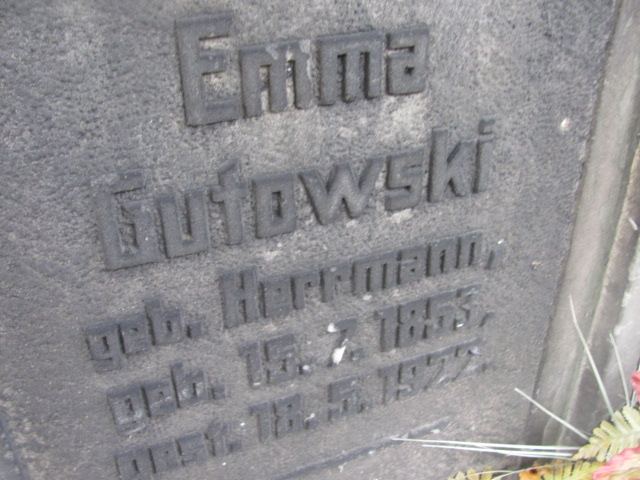 Emma
Gutowski
geb. Herrmann,
geb. 15. 7. 1853,
gest. 18. 5. 1927.